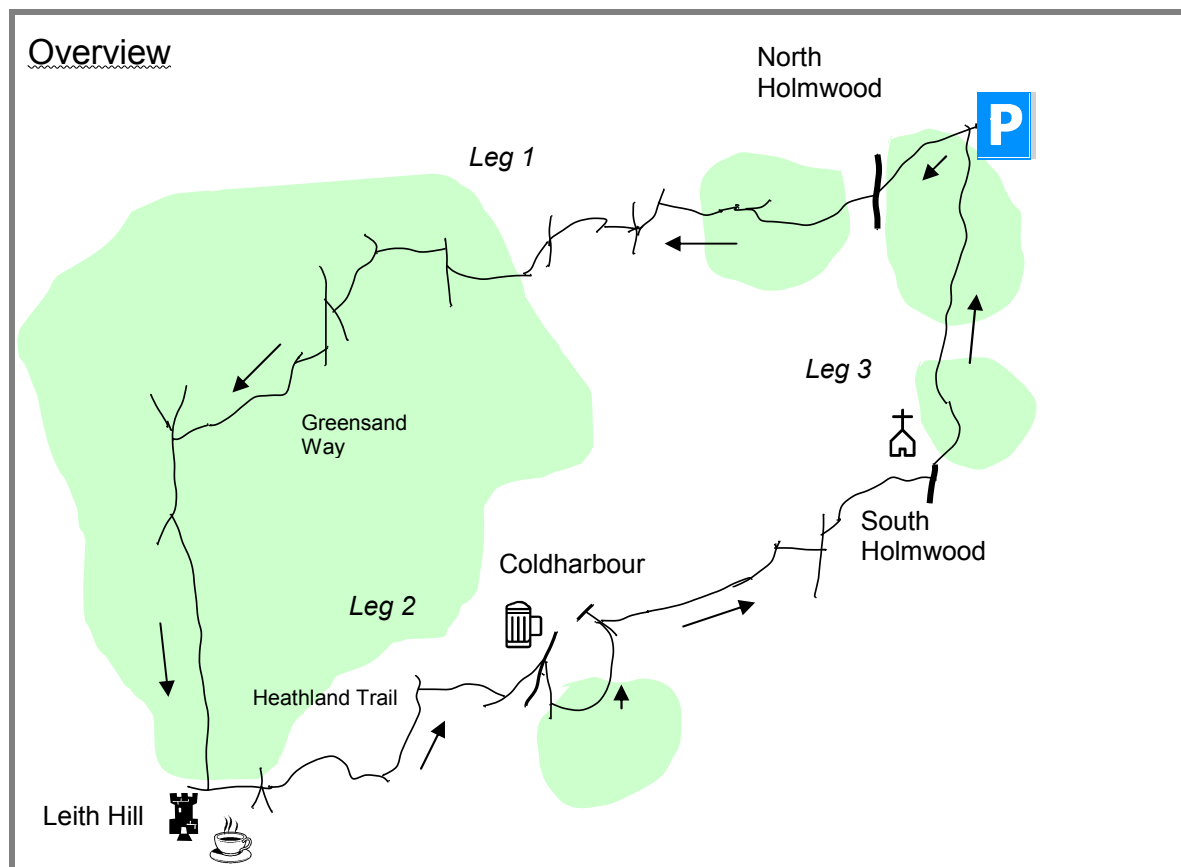 Overview
North
Holmwood
P
Leg 1
Leg 3
Greensand
Way
South
Holmwood
Coldharbour
Leg 2
Heathland Trail
Leith Hill